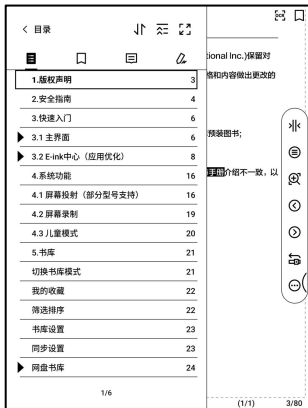 目录
1.版权声明 3
2.安全指南 4
3.快速入门 6
3.1 主界面 6
3.2 E-ink中心（应用优化） 8
4.系统功能 16
4.1 屏幕投射（部分型号支持） 16
4.2 屏幕录制 19
4.3 儿童模式 20
5.书库 21
切换书库模式 21
我的收藏 22
筛选排序 22
书库设置 23
同步设置 23
网盘书库 24
1/6
tional Inc.)保留对
格和内容做出更改的
预装图书;
手册介绍不一致，以
(1/1) 3/80